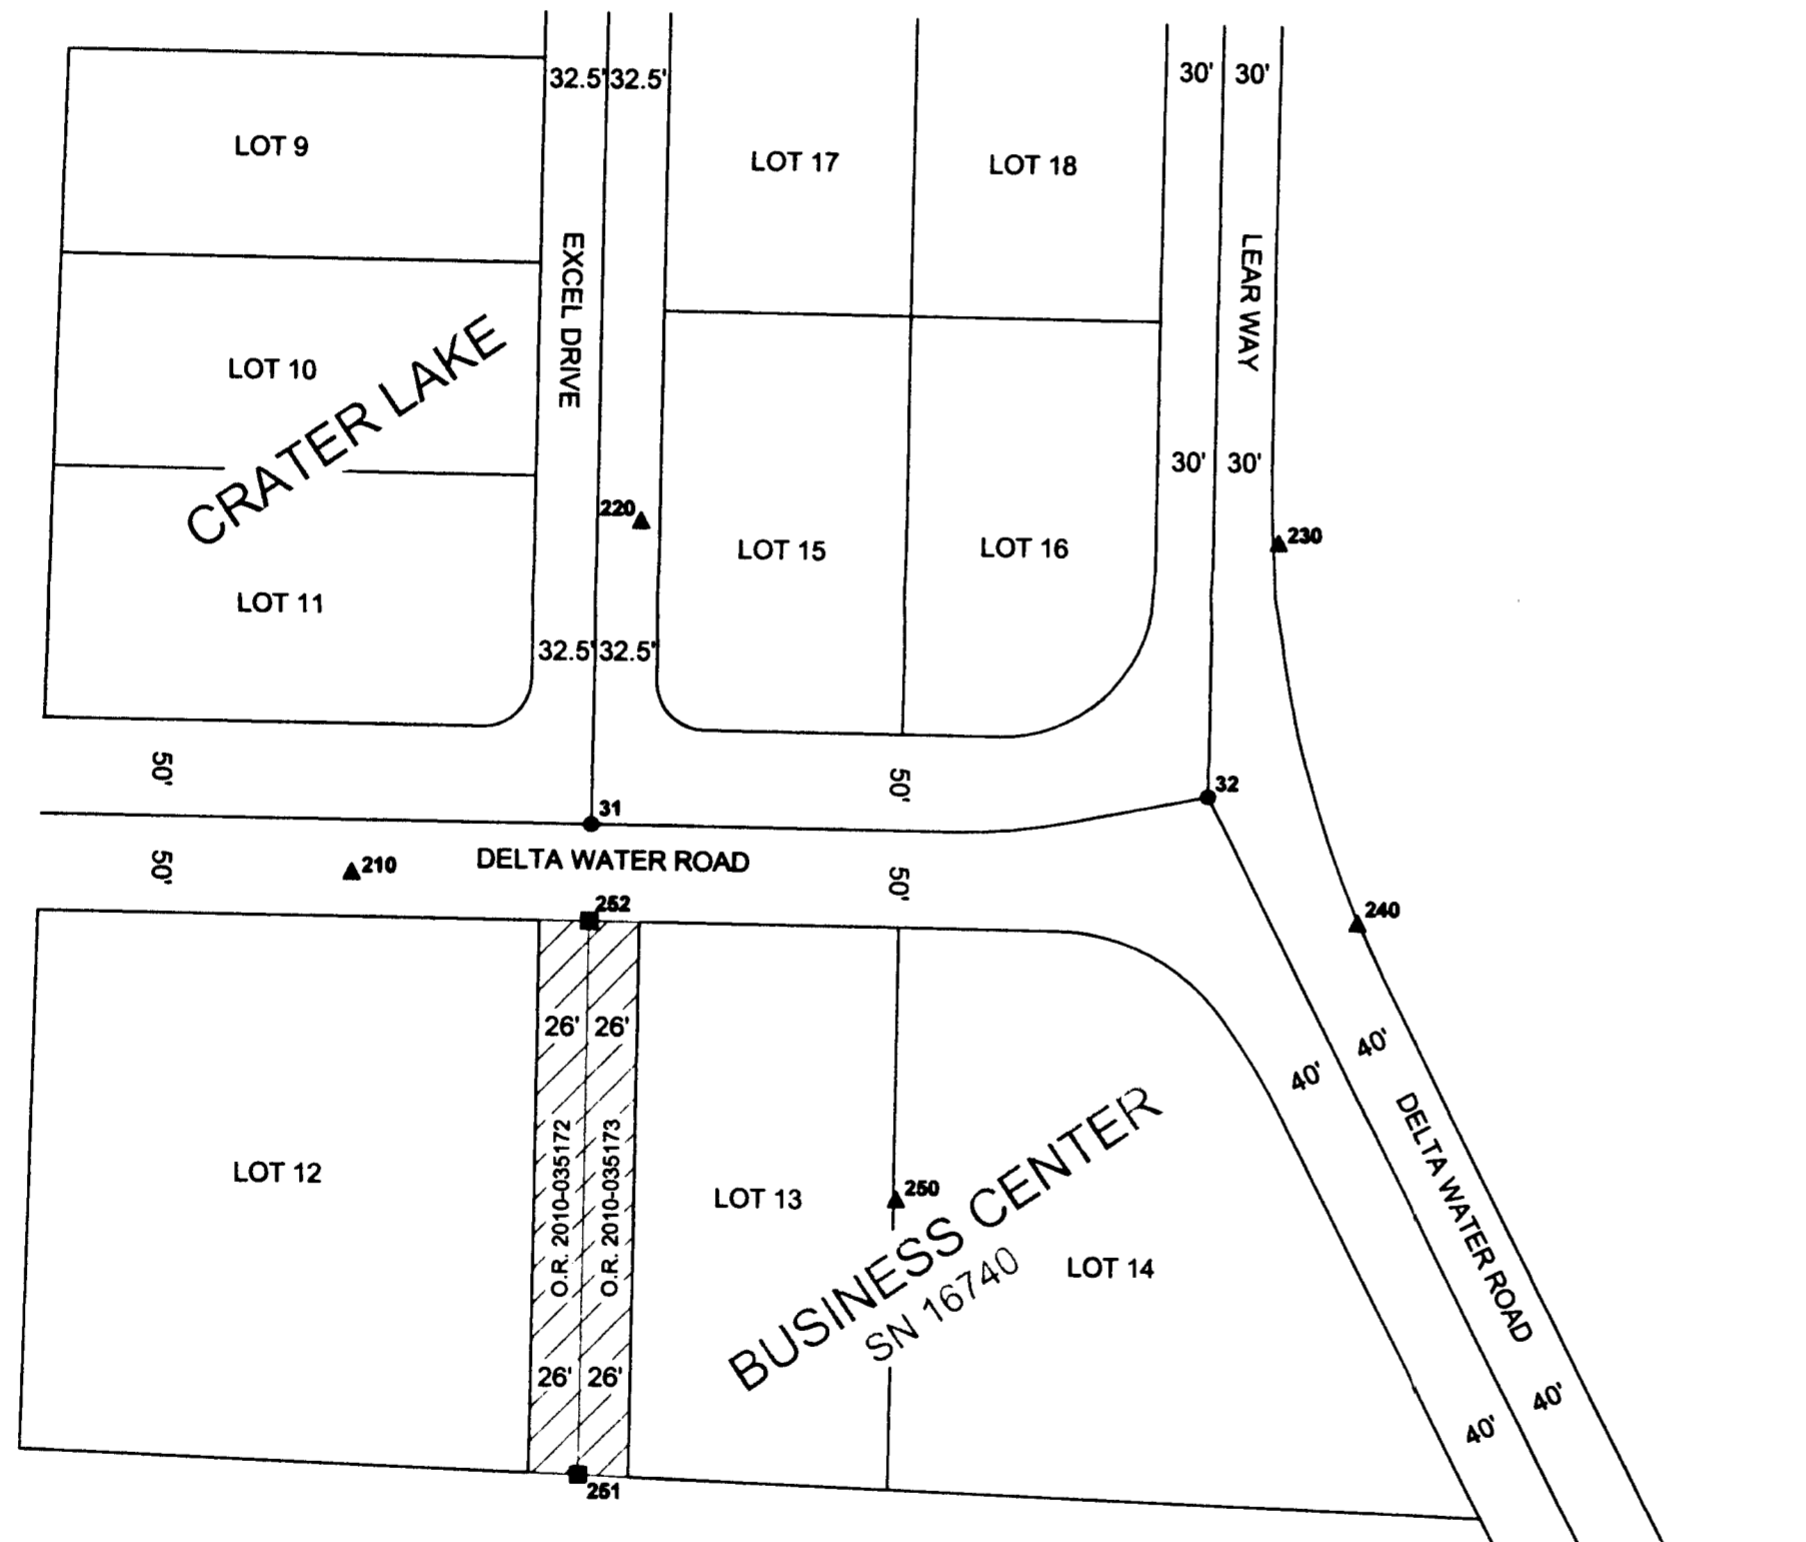 32.5' 32.5'
30' 30'
LOT 9
LOT 17
LOT 18
EXCEL DRIVE
LEAR WAY
LOT 10
CRATER LAKE
30' 30'
220
230
LOT 15
LOT 16
LOT 11
32.5' 32.5'
50'
50'
32
31
DELTA WATER ROAD
210
50'
50'
252
240
26' 26'
40'
40'
O.R. 2010-035172
O.R. 2010-035173
DELTA WATER ROAD
LOT 12
LOT 13
250
BUSINESS CENTER
SN 16740
LOT 14
26' 26'
40'
40'
251